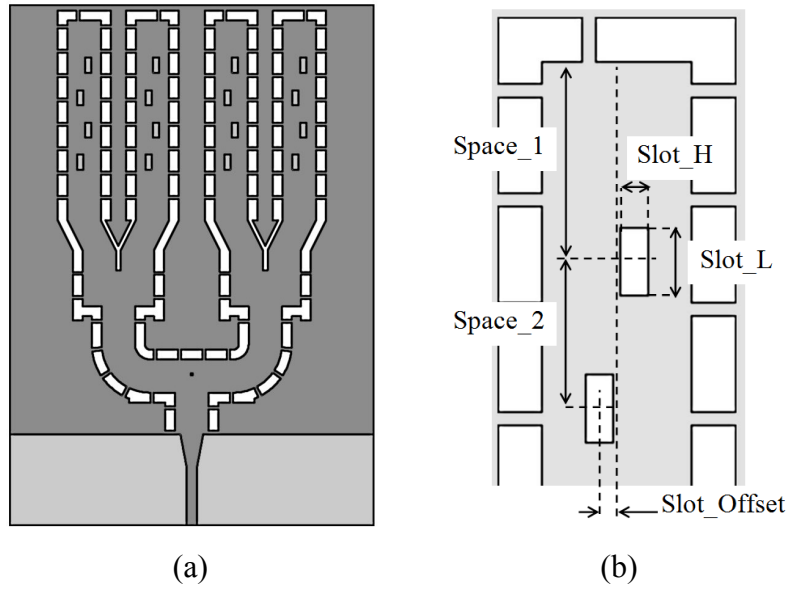 Space_1
Slot_H
Slot_L
Space_2
Slot_Offset
(a)
(b)